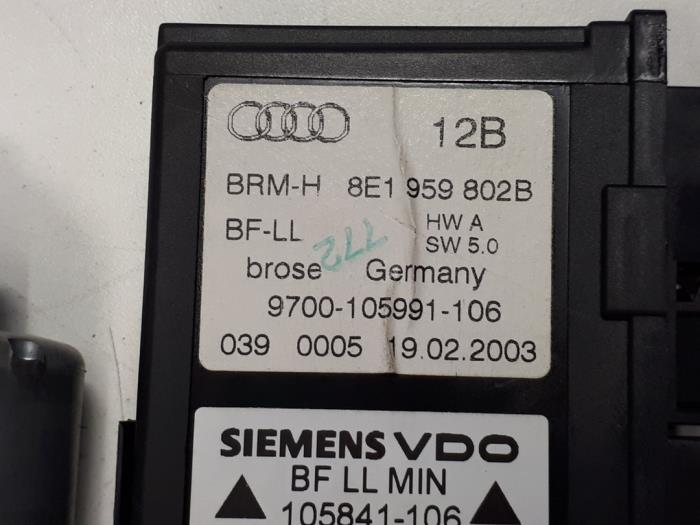 12B
BRM-H 8E1 959 802B
BF-LL HW A
SW 5.0
772
brose Germany
9700-105991-106
039 0005 19.02.2003
SIEMENS VDO
BF LL MIN
105841-106